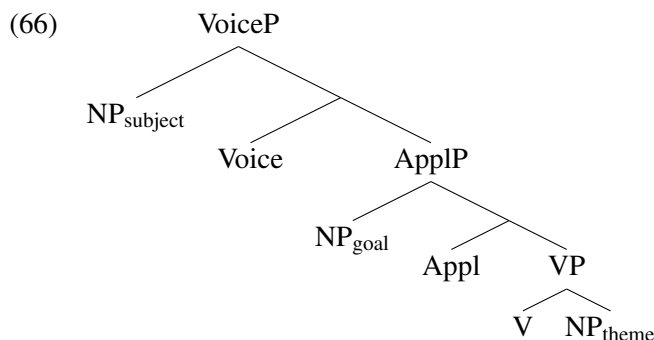 (66) VoiceP
NPsubject
Voice ApplP
NPgoal
Appl VP
V NPtheme